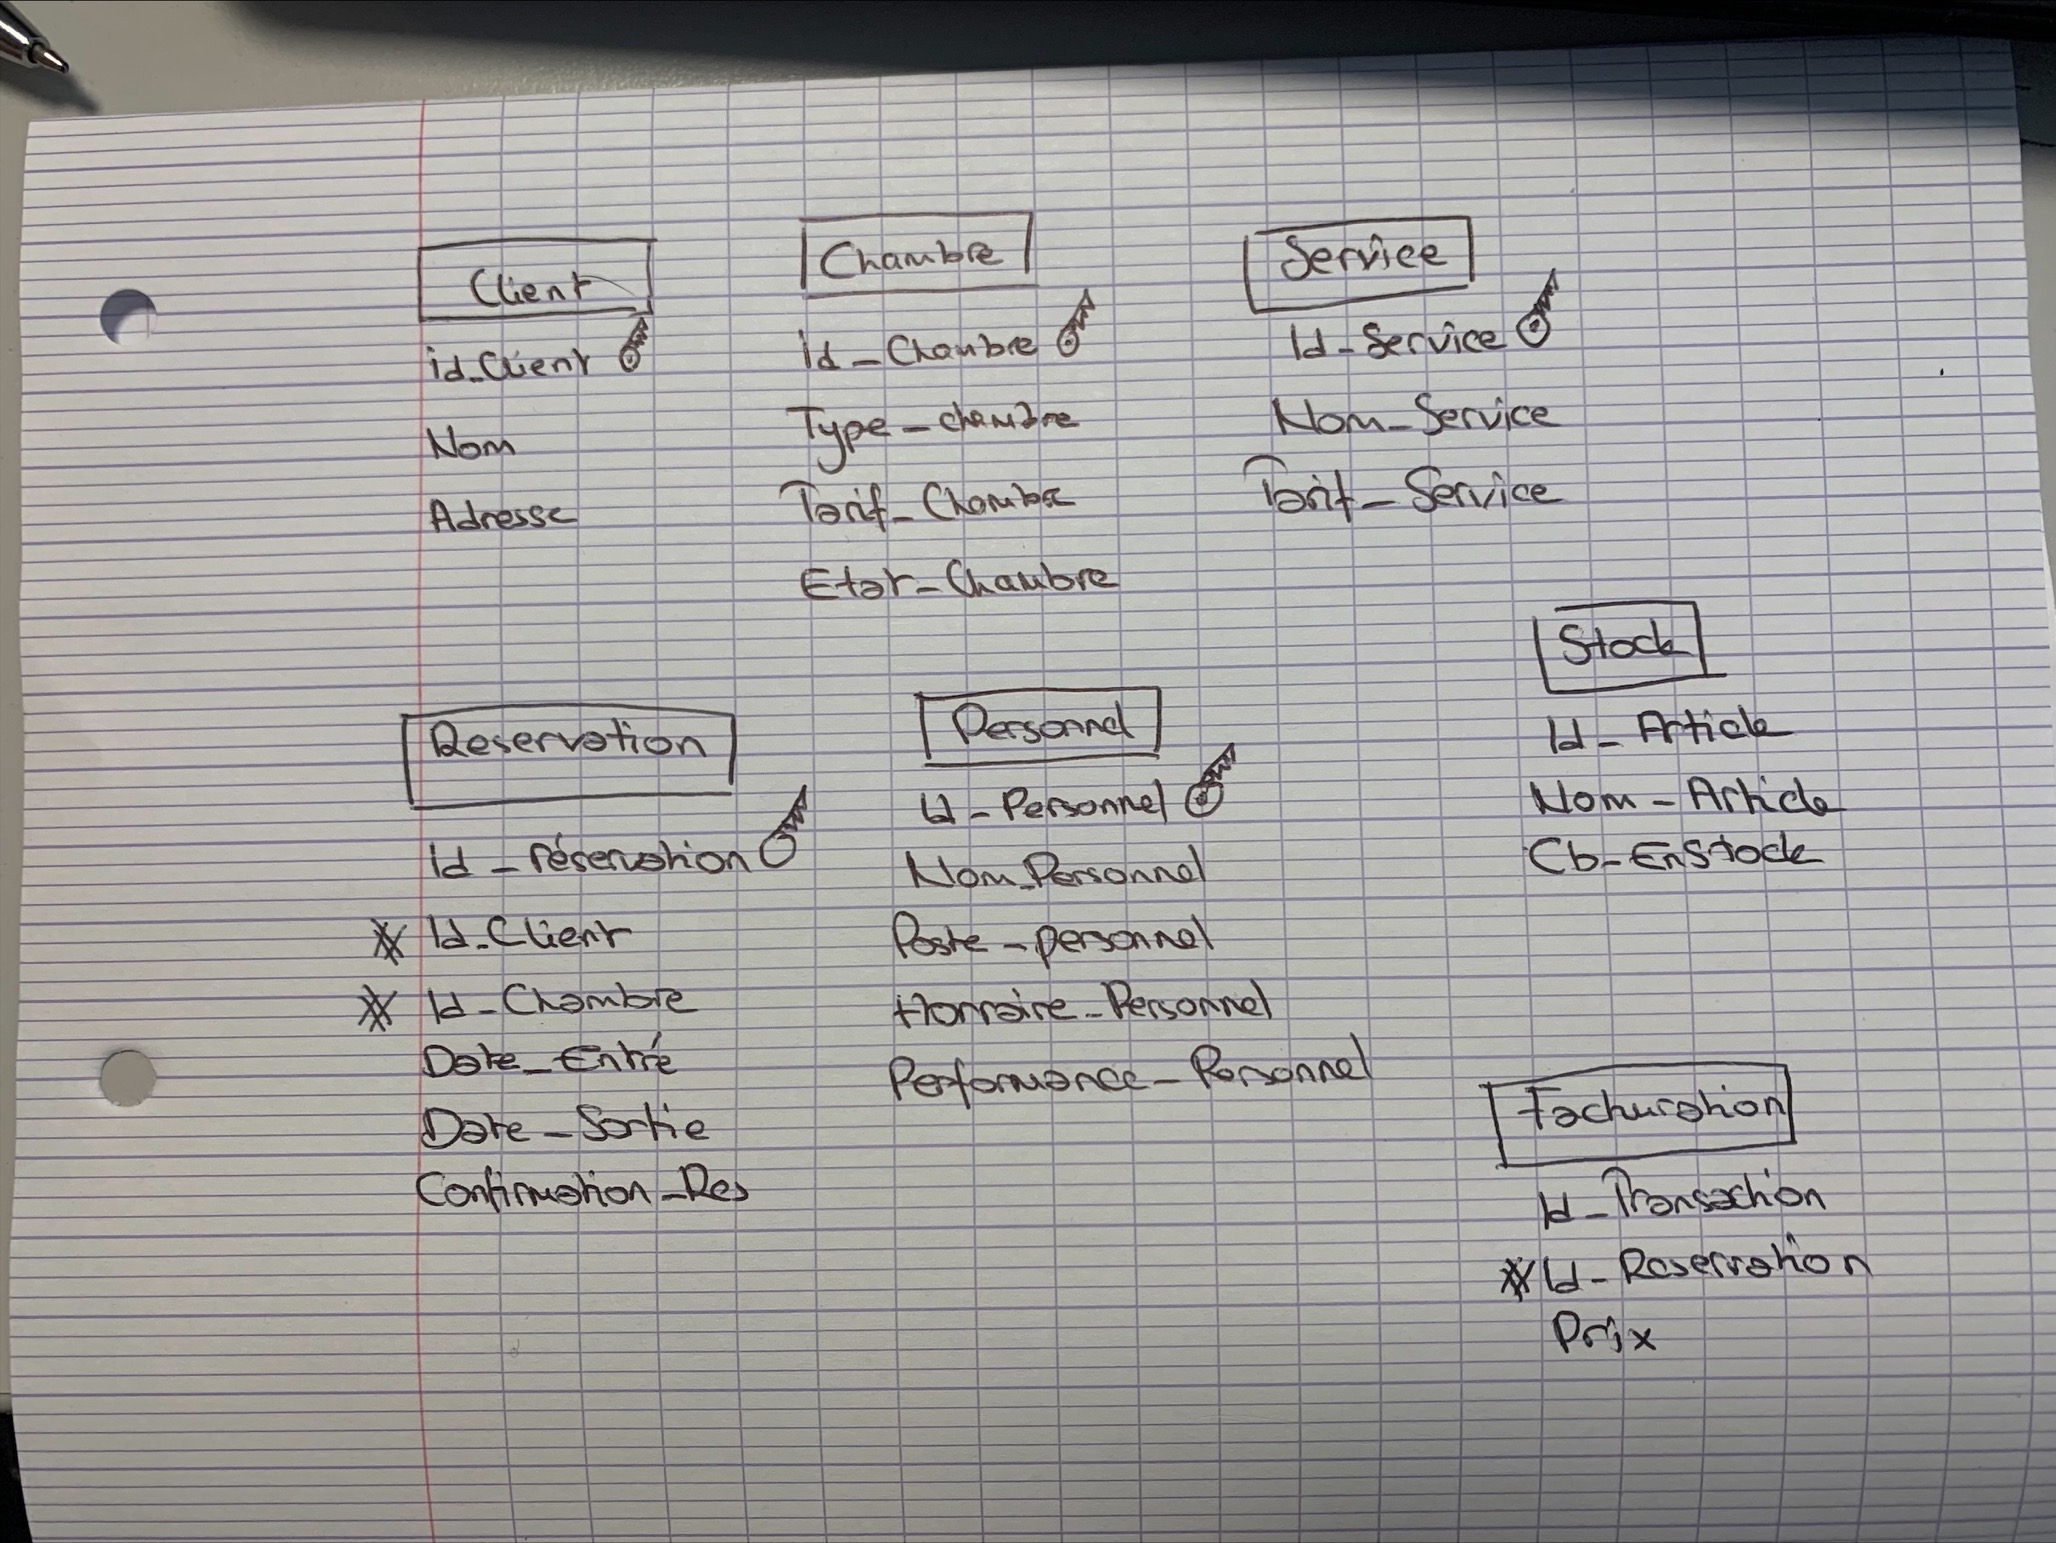 Client
id_Client
Nom
Adresse
Chambre
Id_Chambre
Type_chambre
Tarif_Chambre
Etat_Chambre
Service
Id_Service
Nom_Service
Tarif_Service
Reservation
Id_réservation
* Id_Client
* Id_Chambre
Date_Entré
Date_Sortie
Confirmation_Res
Personnel
Id_Personnel
Nom_Personnel
Poste_personnel
Horraire_Personnel
Performance_Personnel
Stock
Id_Article
Nom_Article
Cb_EnStock
Facturation
Id_Transaction
* Id_Reservation
Prix